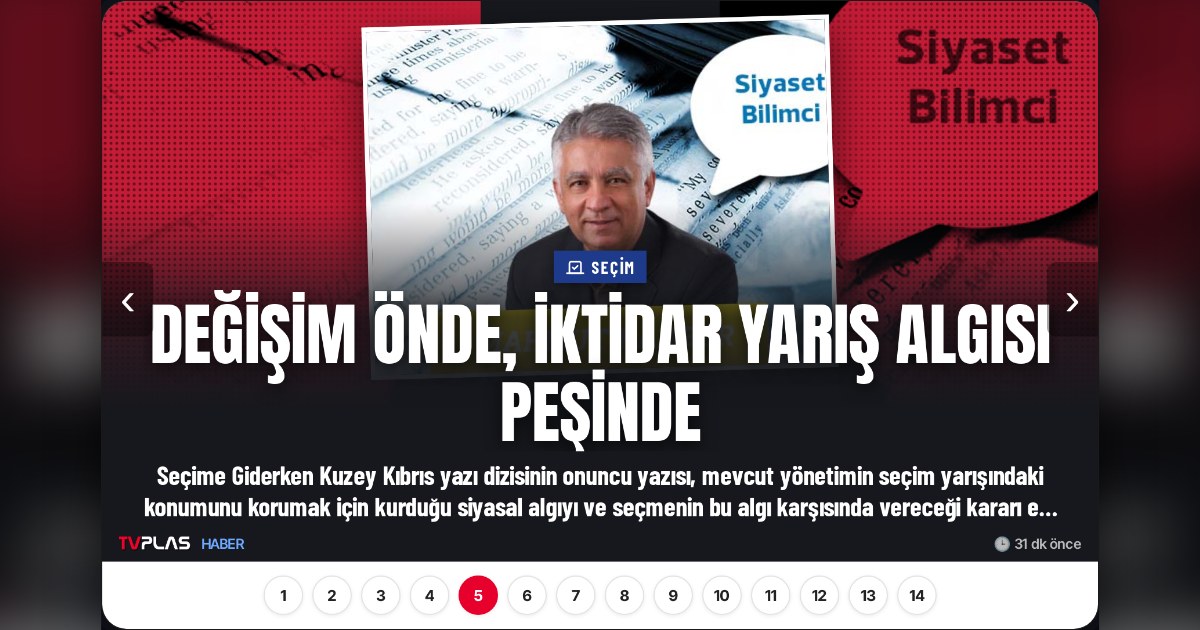 Siyaset
Bilimci
Siyaset
Bilimci
SEÇİM
DEĞİŞİM ÖNDE, İKTİDAR YARIŞ ALGISI
PEŞİNDE
Seçime Giderken Kuzey Kıbrıs yazı dizisinin onuncu yazısı, mevcut yönetimin seçim yarışındaki
konumunu korumak için kurduğu siyasal algıyı ve seçmenin bu algı karşısında vereceği kararı e...
TVPLAS HABER
31 dk önce
1 2 3 4 5 6 7 8 9 10 11 12 13 14